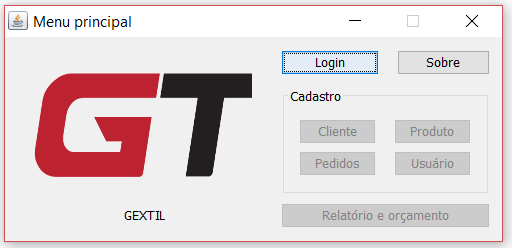 Menu principal
Login
Sobre
GT
Cadastro
Cliente
Produto
Pedidos
Usuário
GEXTIL
Relatório e orçamento